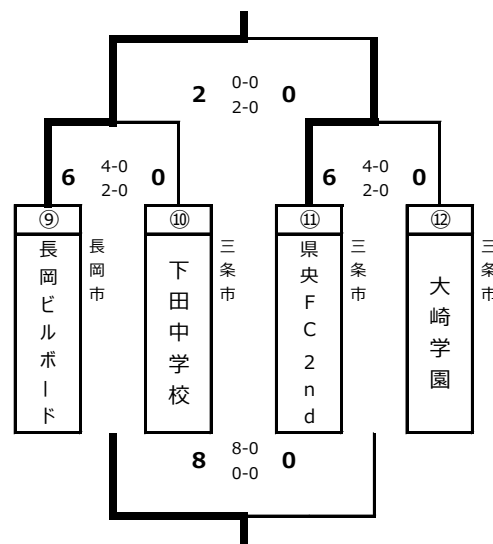 0-0
2 0
2-0
4-0 4-0
6 0 6 0
2-0 2-0
⑨ ⑩ ⑪ ⑫
長岡ビルボード
長岡市
下田中学校
三条市
県央FC2nd
三条市
大崎学園
三条市
8-0
8 0
0-0